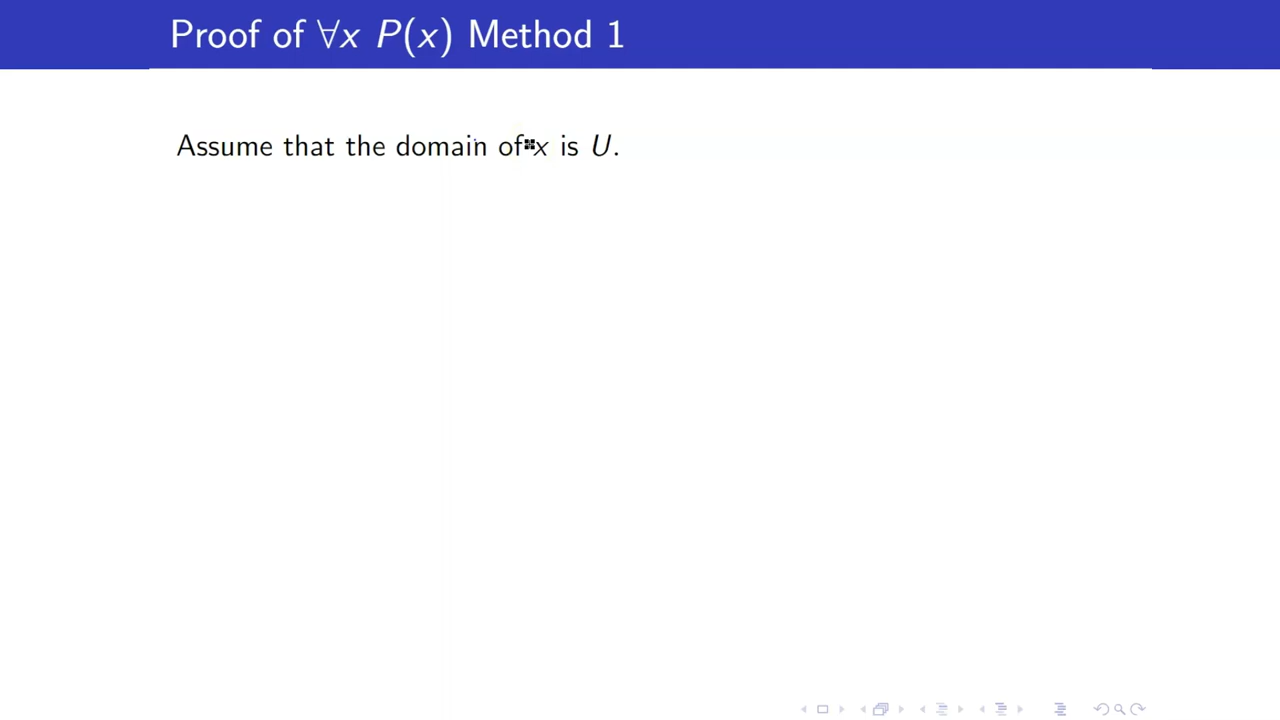 Proof of ∀x P(x) Method 1
Assume that the domain of x is U.